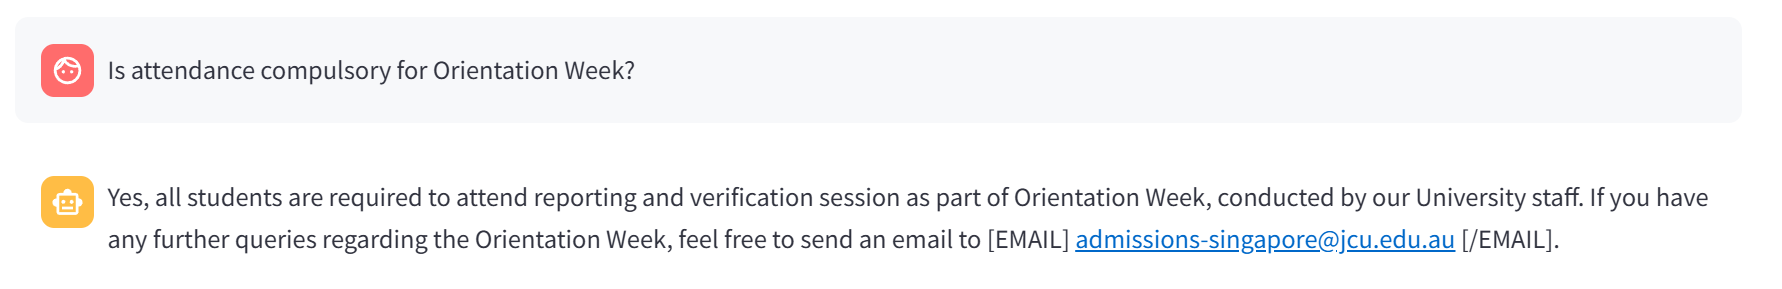 Is attendance compulsory for Orientation Week?
Yes, all students are required to attend reporting and verification session as part of Orientation Week, conducted by our University staff. If you have
any further queries regarding the Orientation Week, feel free to send an email to [EMAIL] admissions-singapore@jcu.edu.au [/EMAIL].